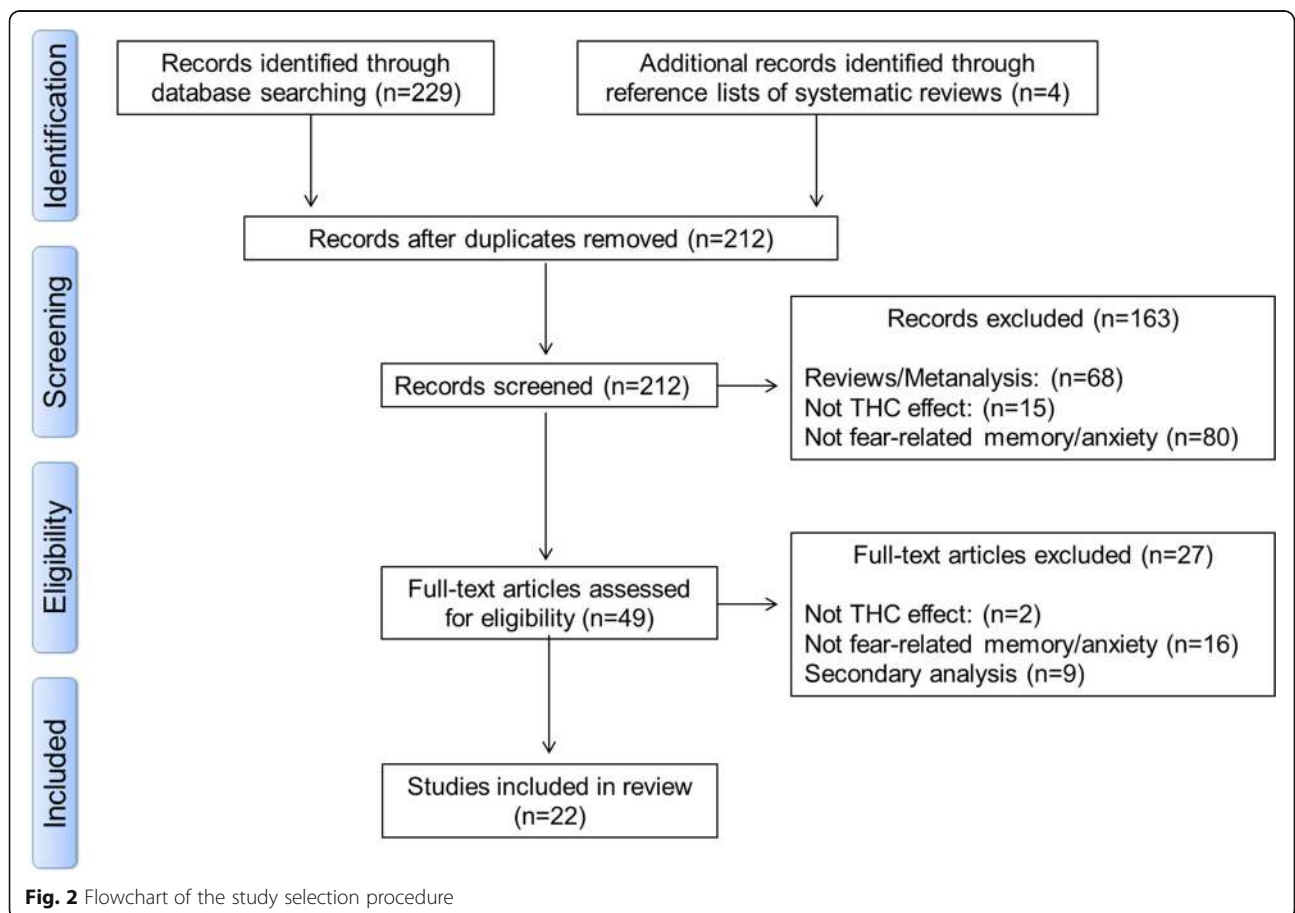 Identification
Records identified through
database searching (n=229)
Additional records identified through
reference lists of systematic reviews (n=4)
Records after duplicates removed (n=212)
Screening
Records screened (n=212)
Records excluded (n=163)
Reviews/Metanalysis: (n=68)
Not THC effect: (n=15)
Not fear-related memory/anxiety (n=80)
Eligibility
Full-text articles assessed
for eligibility (n=49)
Full-text articles excluded (n=27)
Not THC effect: (n=2)
Not fear-related memory/anxiety (n=16)
Secondary analysis (n=9)
Included
Studies included in review
(n=22)
Fig. 2 Flowchart of the study selection procedure